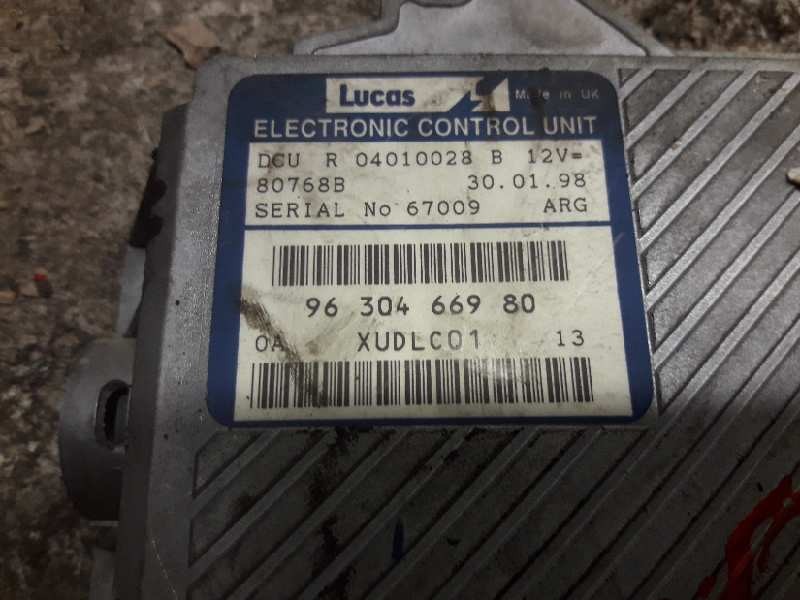 Lucas Made in UK
ELECTRONIC CONTROL UNIT
DCU R 04010028 B 12V=
80768B 30.01.98
SERIAL No 67009 ARG
96 304 669 80
0A XUDLC01 13